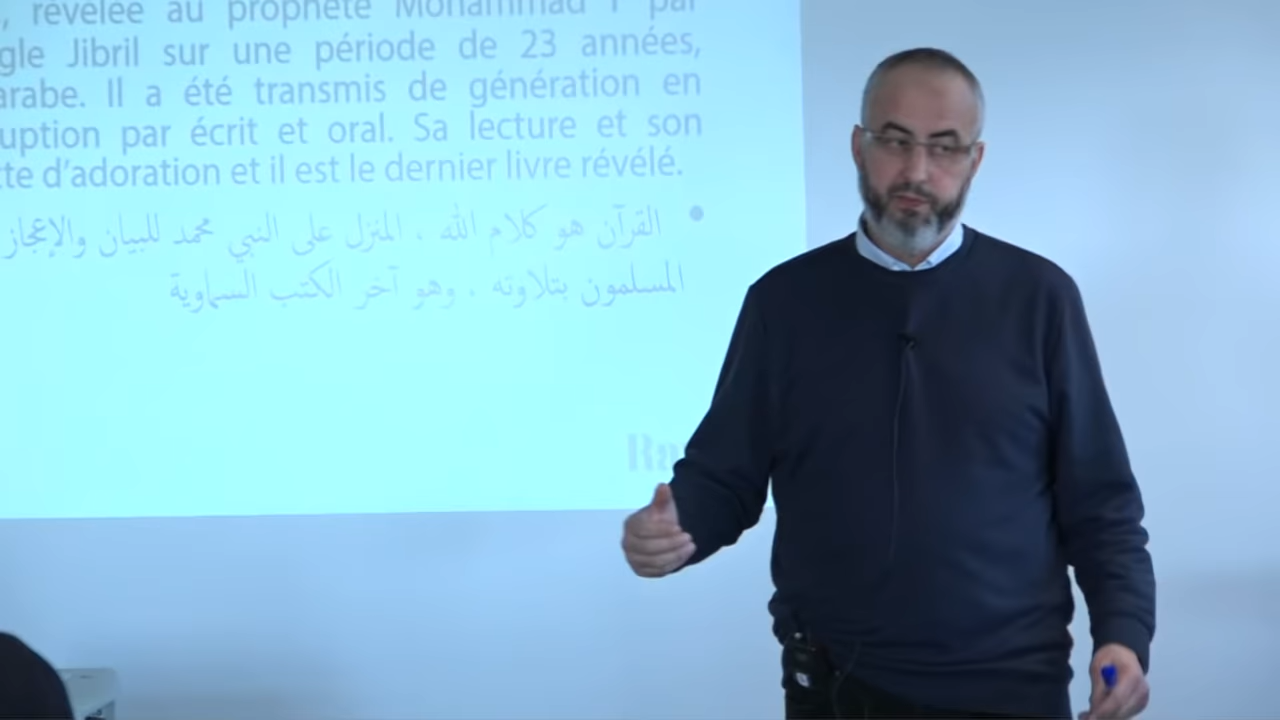 , révélée au prophète Mohammad r par
gle Jibril sur une période de 23 années,
arabe. Il a été transmis de génération en
uption par écrit et oral. Sa lecture et son
te d'adoration et il est le dernier livre révélé.
• القرآن هو كلام الله ، المنزل على النبي محمد للبيان والإعجاز
المسلمون بتلاوته ، وهو آخر الكتب السماوية
Ra